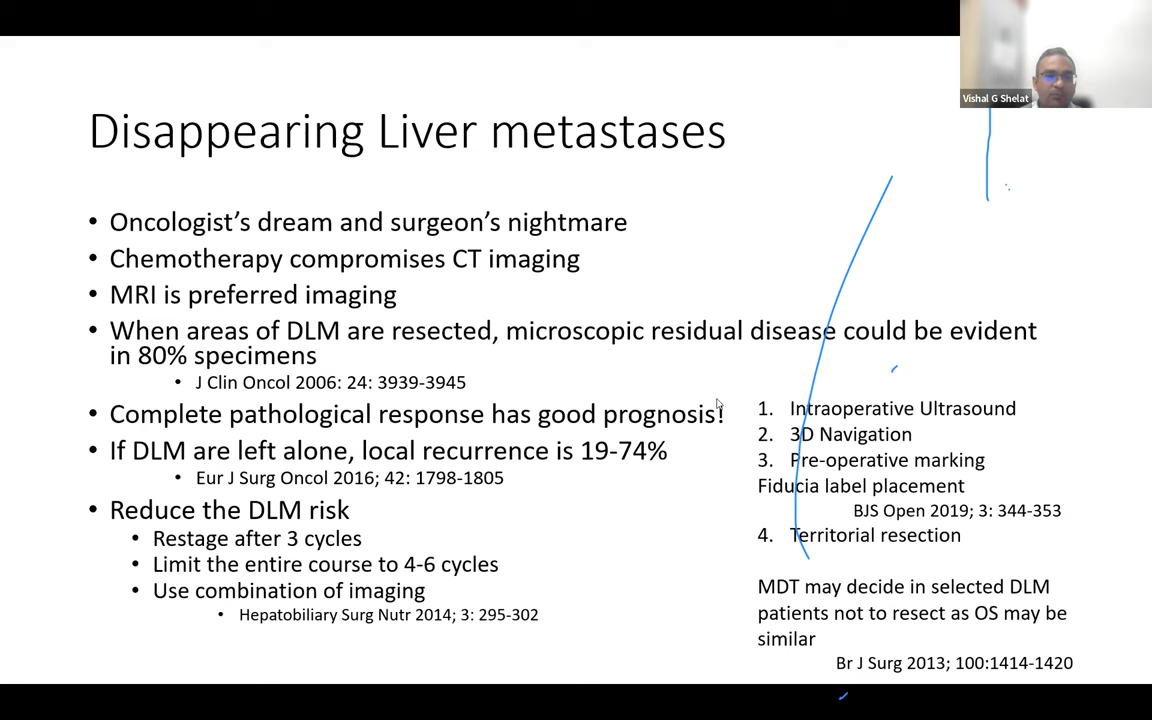 Vishal G Shelat
Disappearing Liver metastases
• Oncologist’s dream and surgeon’s nightmare
• Chemotherapy compromises CT imaging
• MRI is preferred imaging
• When areas of DLM are resected, microscopic residual disease could be evident
in 80% specimens
• J Clin Oncol 2006: 24: 3939-3945
• Complete pathological response has good prognosis!
• If DLM are left alone, local recurrence is 19-74%
• Eur J Surg Oncol 2016; 42: 1798-1805
• Reduce the DLM risk
• Restage after 3 cycles
• Limit the entire course to 4-6 cycles
• Use combination of imaging
• Hepatobiliary Surg Nutr 2014; 3: 295-302
1. Intraoperative Ultrasound
2. 3D Navigation
3. Pre-operative marking
Fiducia label placement
BJS Open 2019; 3: 344-353
4. Territorial resection
MDT may decide in selected DLM
patients not to resect as OS may be
similar
Br J Surg 2013; 100:1414-1420